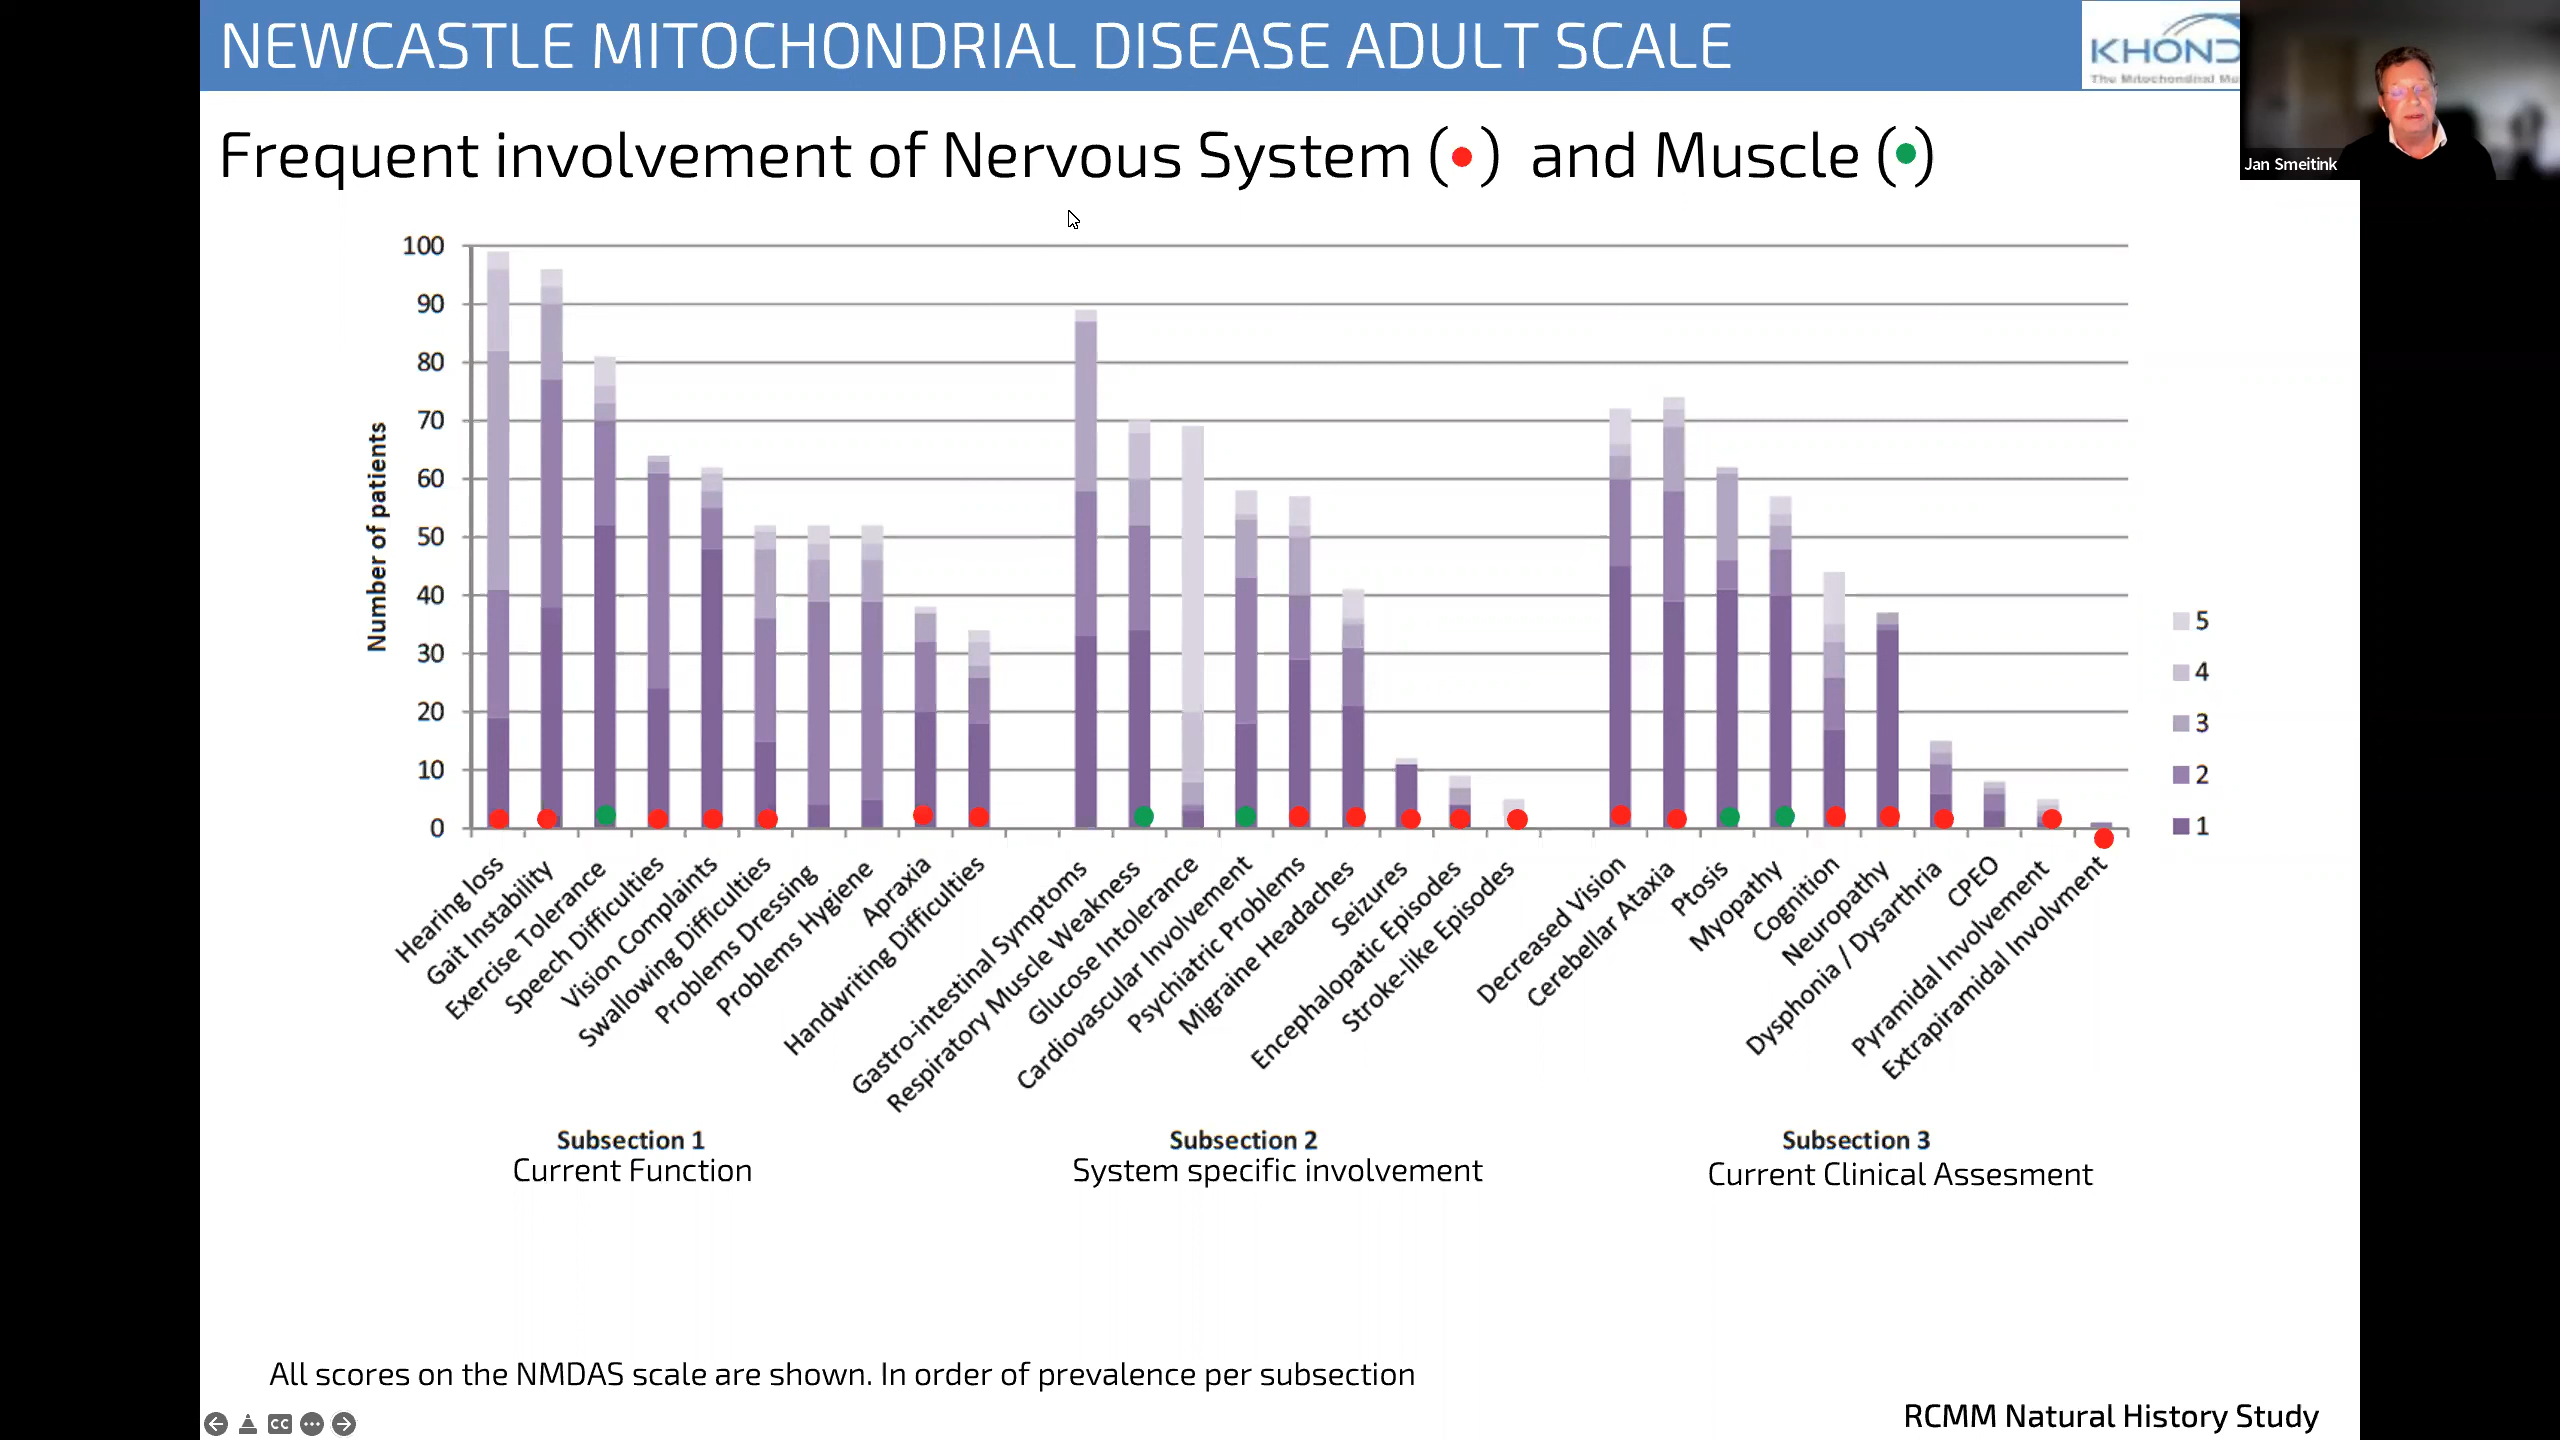 NEWCASTLE MITOCHONDRIAL DISEASE ADULT SCALE
KHOND
The Mitochondrial
Jan Smeitink
Frequent involvement of Nervous System (•) and Muscle (•)
Number of patients
100
90
80
70
60
50
40
30
20
10
0
5
4
3
2
1
Hearing loss
Gait Instability
Exercise Tolerance
Speech Difficulties
Vision Complaints
Swallowing Difficulties
Problems Dressing
Problems Hygiene
Apraxia
Handwriting Difficulties
Gastro-intestinal Symptoms
Respiratory Muscle Weakness
Glucose Intolerance
Cardiovascular Involvement
Psychiatric Problems
Migraine Headaches
Seizures
Encephalopatic Episodes
Stroke-like Episodes
Decreased Vision
Cerebellar Ataxia
Ptosis
Myopathy
Cognition
Neuropathy
Dysphonia / Dysarthria
CPEO
Pyramidal Involvement
Extrapiramidal Involvment
Subsection 1
Current Function
Subsection 2
System specific involvement
Subsection 3
Current Clinical Assesment
All scores on the NMDAS scale are shown. In order of prevalence per subsection
CC
RCMM Natural History Study